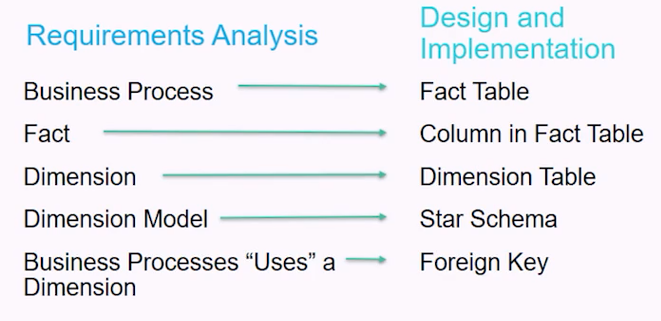 Requirements Analysis
Design and
Implementation
Business Process
Fact Table
Fact
Column in Fact Table
Dimension
Dimension Table
Dimension Model
Star Schema
Business Processes “Uses” a
Dimension
Foreign Key